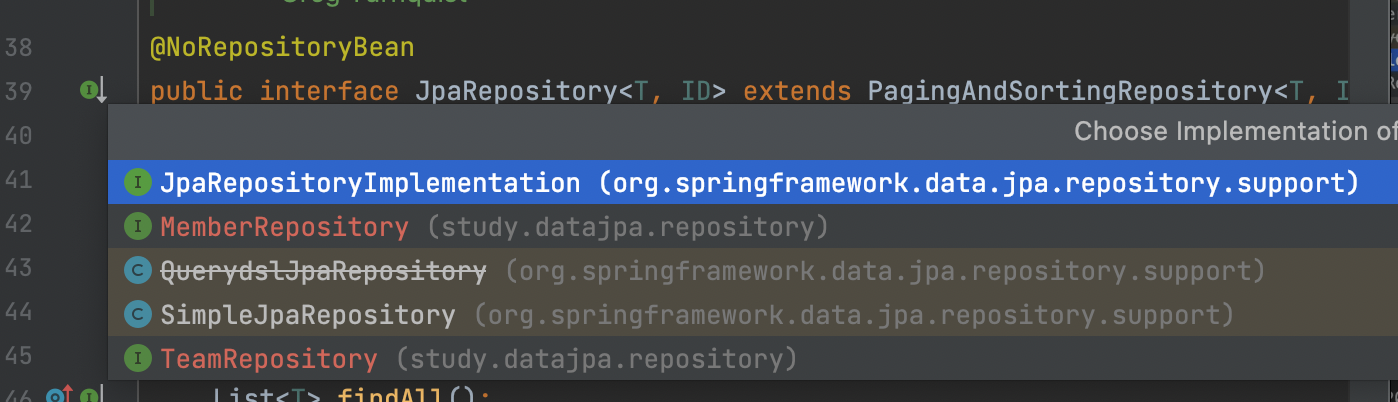 38 @NoRepositoryBean
39 public interface JpaRepository<T, ID> extends PagingAndSortingRepository<T, I
40 Choose Implementation of
41 JpaRepositoryImplementation (org.springframework.data.jpa.repository.support)
42 MemberRepository (study.datajpa.repository)
43 QuerydslJpaRepository (org.springframework.data.jpa.repository.support)
44 SimpleJpaRepository (org.springframework.data.jpa.repository.support)
45 TeamRepository (study.datajpa.repository)
46 List<T> findAll();